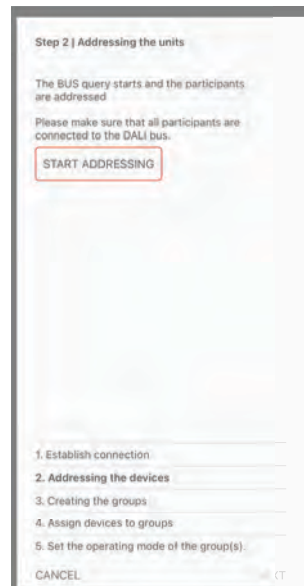 Step 2 | Addressing the units
The BUS query starts and the participants
are addressed
Please make sure that all participants are
connected to the DALI bus.
START ADDRESSING
1. Establish connection
2. Addressing the devices
3. Creating the groups
4. Assign devices to groups
5. Set the operating mode of the group(s).
CANCEL